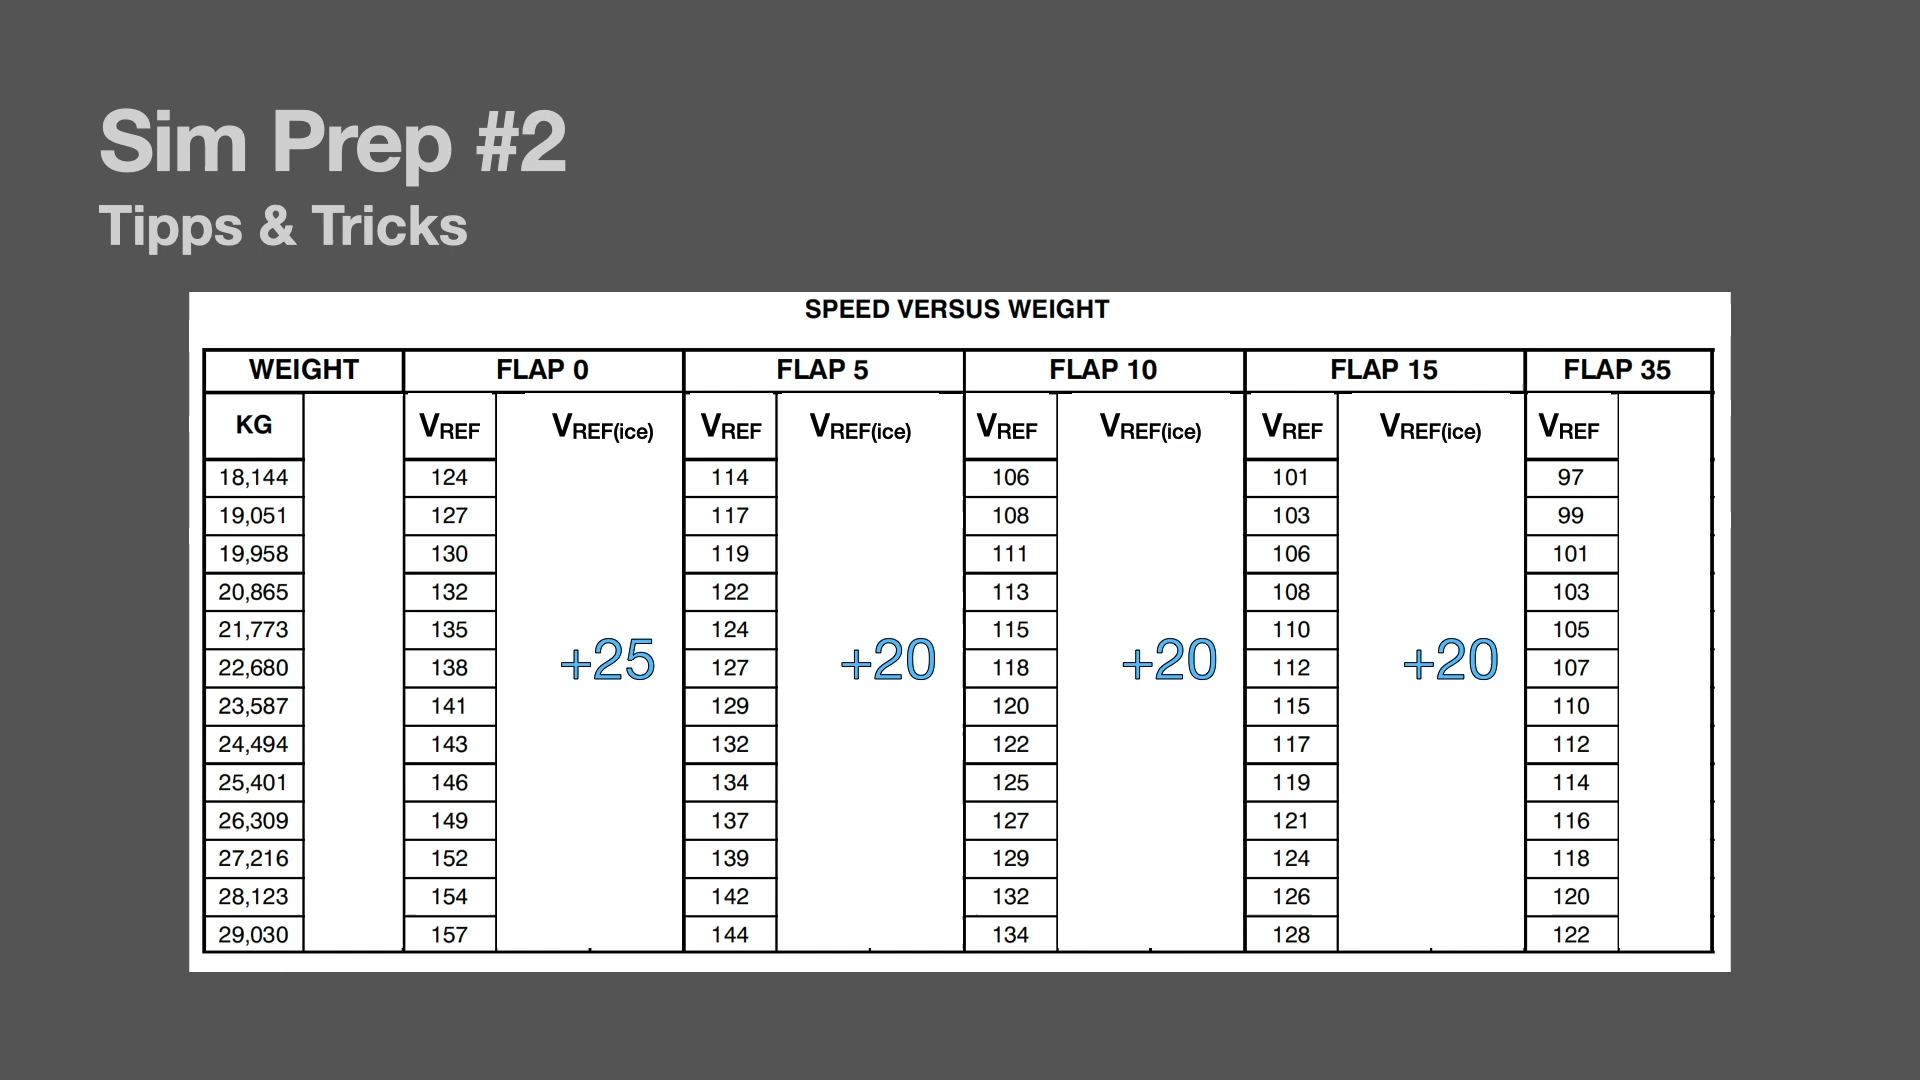 Sim Prep #2
Tipps & Tricks
SPEED VERSUS WEIGHT
WEIGHT FLAP 0 FLAP 5 FLAP 10 FLAP 15 FLAP 35
KG VREF VREF(ice) VREF VREF(ice) VREF VREF(ice) VREF VREF(ice) VREF
18,144 124 114 106 101 97
19,051 127 117 108 103 99
19,958 130 119 111 106 101
20,865 132 122 113 108 103
21,773 135 124 115 110 105
22,680 138 +25 127 +20 118 +20 112 +20 107
23,587 141 129 120 115 110
24,494 143 132 122 117 112
25,401 146 134 125 119 114
26,309 149 137 127 121 116
27,216 152 139 129 124 118
28,123 154 142 132 126 120
29,030 157 144 134 128 122